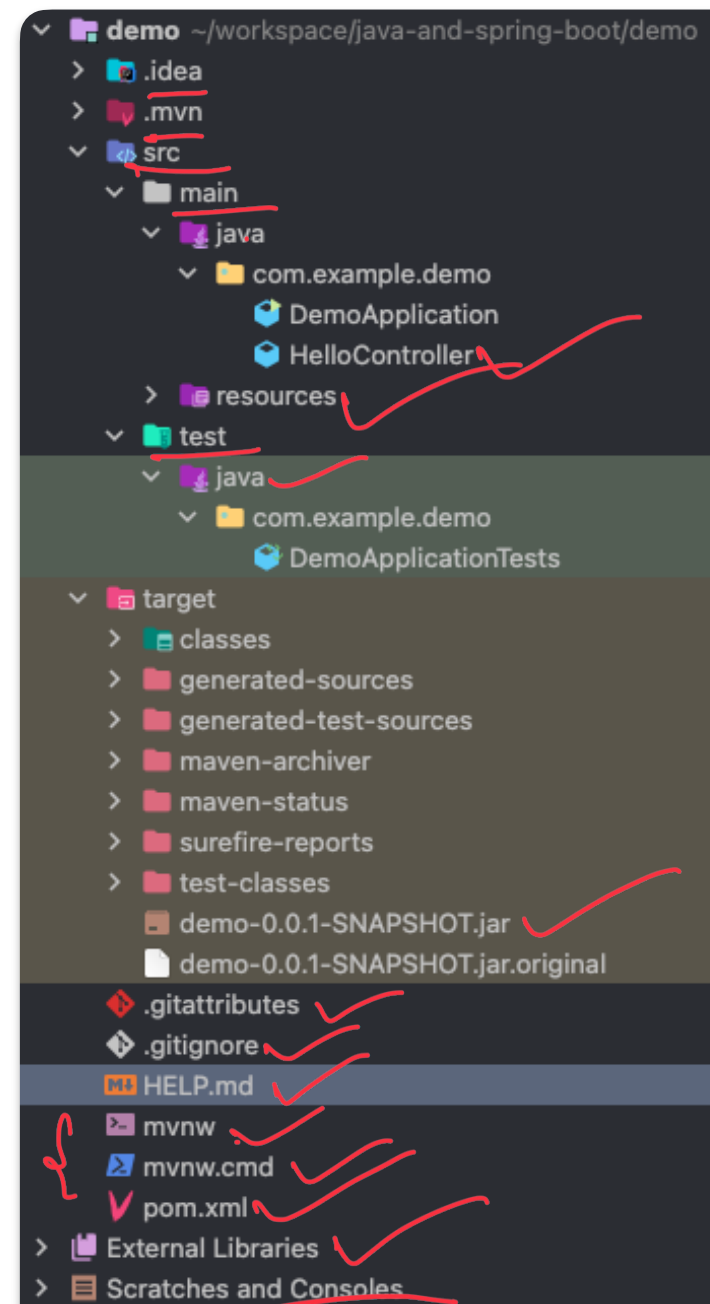 demo ~/workspace/java-and-spring-boot/demo
.idea
.mvn
src
main
java
com.example.demo
DemoApplication
HelloController
resources
test
java
com.example.demo
DemoApplicationTests
target
classes
generated-sources
generated-test-sources
maven-archiver
maven-status
surefire-reports
test-classes
demo-0.0.1-SNAPSHOT.jar
demo-0.0.1-SNAPSHOT.jar.original
.gitattributes
.gitignore
HELP.md
mvnw
mvnw.cmd
pom.xml
External Libraries
Scratches and Consoles